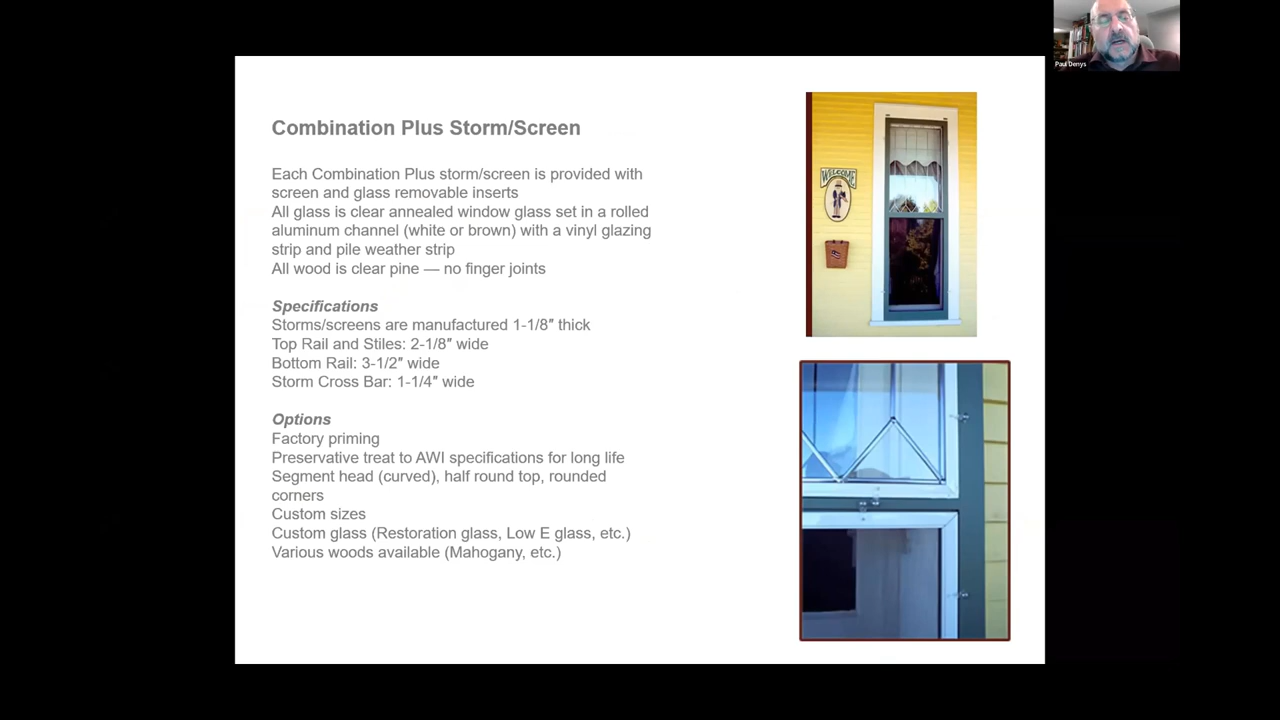 Paul Denys
Combination Plus Storm/Screen
Each Combination Plus storm/screen is provided with
screen and glass removable inserts
All glass is clear annealed window glass set in a rolled
aluminum channel (white or brown) with a vinyl glazing
strip and pile weather strip
All wood is clear pine — no finger joints
Specifications
Storms/screens are manufactured 1-1/8″ thick
Top Rail and Stiles: 2-1/8″ wide
Bottom Rail: 3-1/2″ wide
Storm Cross Bar: 1-1/4″ wide
Options
Factory priming
Preservative treat to AWI specifications for long life
Segment head (curved), half round top, rounded
corners
Custom sizes
Custom glass (Restoration glass, Low E glass, etc.)
Various woods available (Mahogany, etc.)
WELCOME